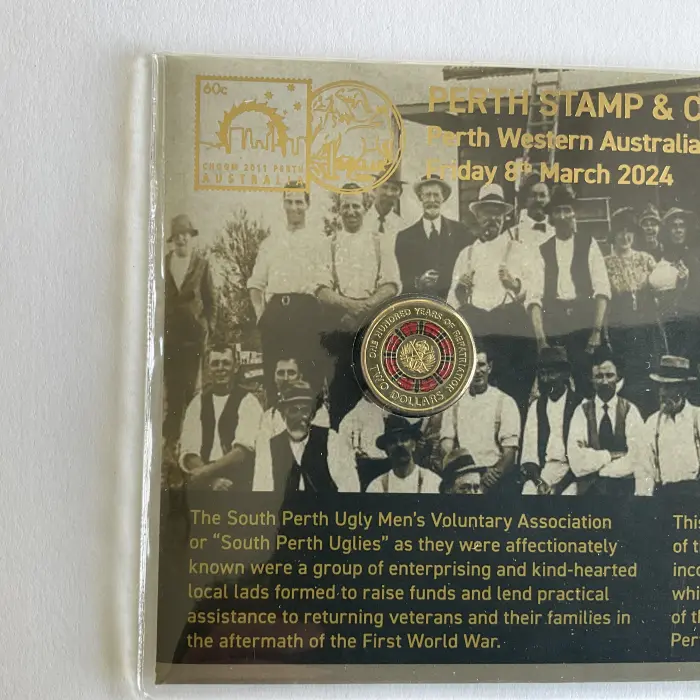 60c
CHOGM 2011 PERTH
AUSTRALIA
PERTH STAMP & C
Perth Western Australia
Friday 8th March 2024
ONE HUNDRED YEARS OF REPATRIATION
TWO DOLLARS
The South Perth Ugly Men's Voluntary Association
or "South Perth Uglies" as they were affectionately
known were a group of enterprising and kind-hearted
local lads formed to raise funds and lend practical
assistance to returning veterans and their families in
the aftermath of the First World War.
This
of t
inco
whi
of th
Per